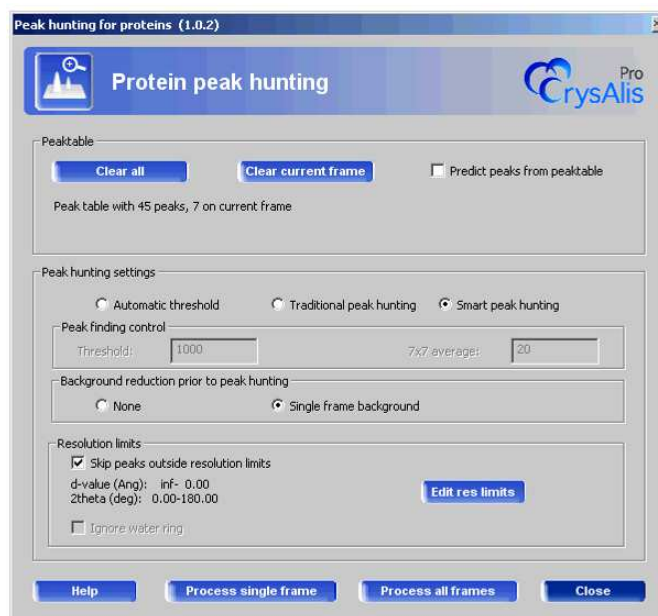 Peak hunting for proteins (1.0.2)
Protein peak hunting
CrysAlis Pro
Peaktable
Clear all Clear current frame Predict peaks from peaktable
Peak table with 45 peaks, 7 on current frame
Peak hunting settings
Automatic threshold Traditional peak hunting Smart peak hunting
Peak finding control
Threshold: 1000 7x7 average: 20
Background reduction prior to peak hunting
None Single frame background
Resolution limits
Skip peaks outside resolution limits
d-value (Ang): inf- 0.00
2theta (deg): 0.00-180.00
Edit res limits
Ignore water ring
Help Process single frame Process all frames Close